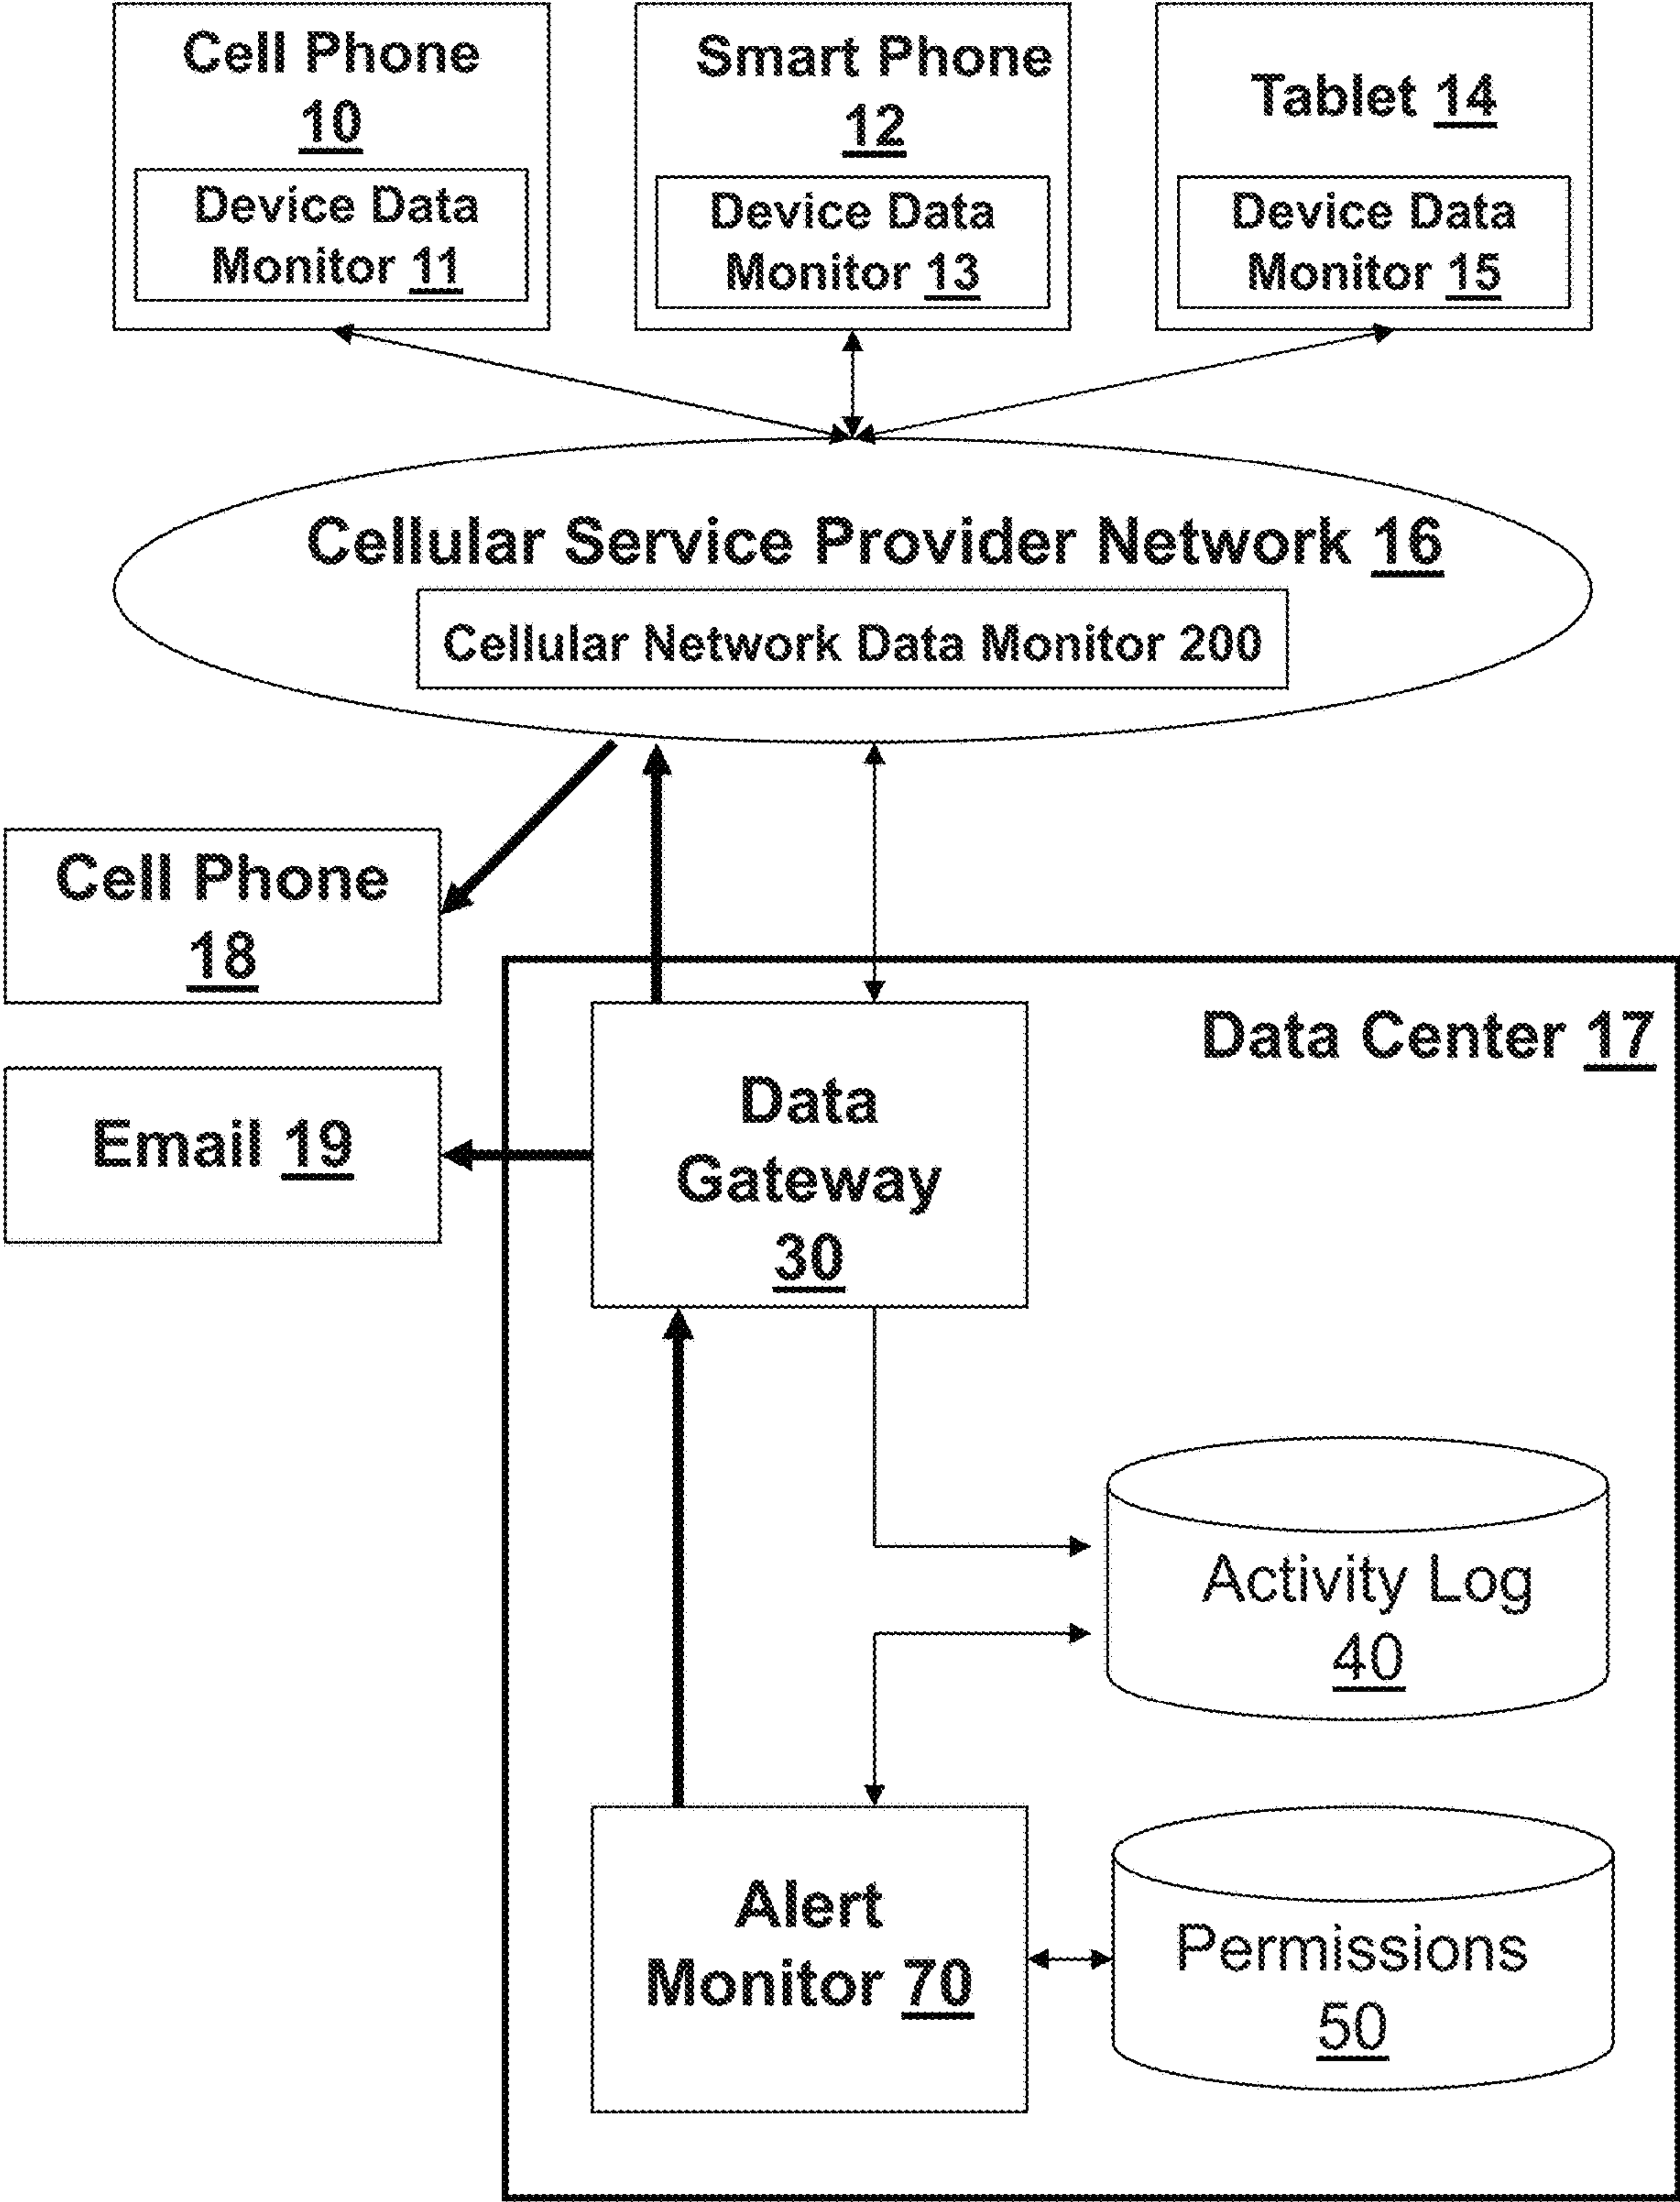 Cell Phone
10
Device Data
Monitor 11
Smart Phone
12
Device Data
Monitor 13
Tablet 14
Device Data
Monitor 15
Cellular Service Provider Network 16
Cellular Network Data Monitor 200
Cell Phone
18
Email 19
Data Center 17
Data
Gateway
30
Activity Log
40
Alert
Monitor 70
Permissions
50